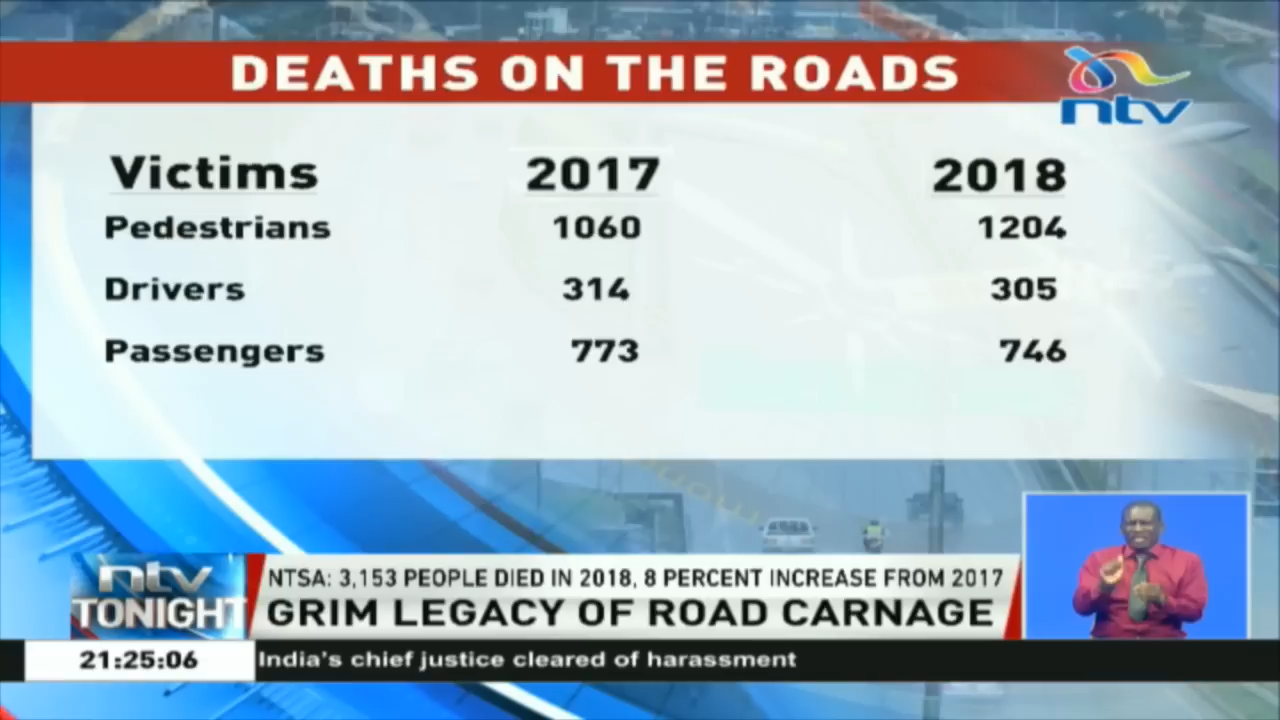 DEATHS ON THE ROADS
ntv
Victims 2017 2018
Pedestrians 1060 1204
Drivers 314 305
Passengers 773 746
ntv
TONIGHT
NTSA: 3,153 PEOPLE DIED IN 2018, 8 PERCENT INCREASE FROM 2017
GRIM LEGACY OF ROAD CARNAGE
21:25:06 India's chief justice cleared of harassment